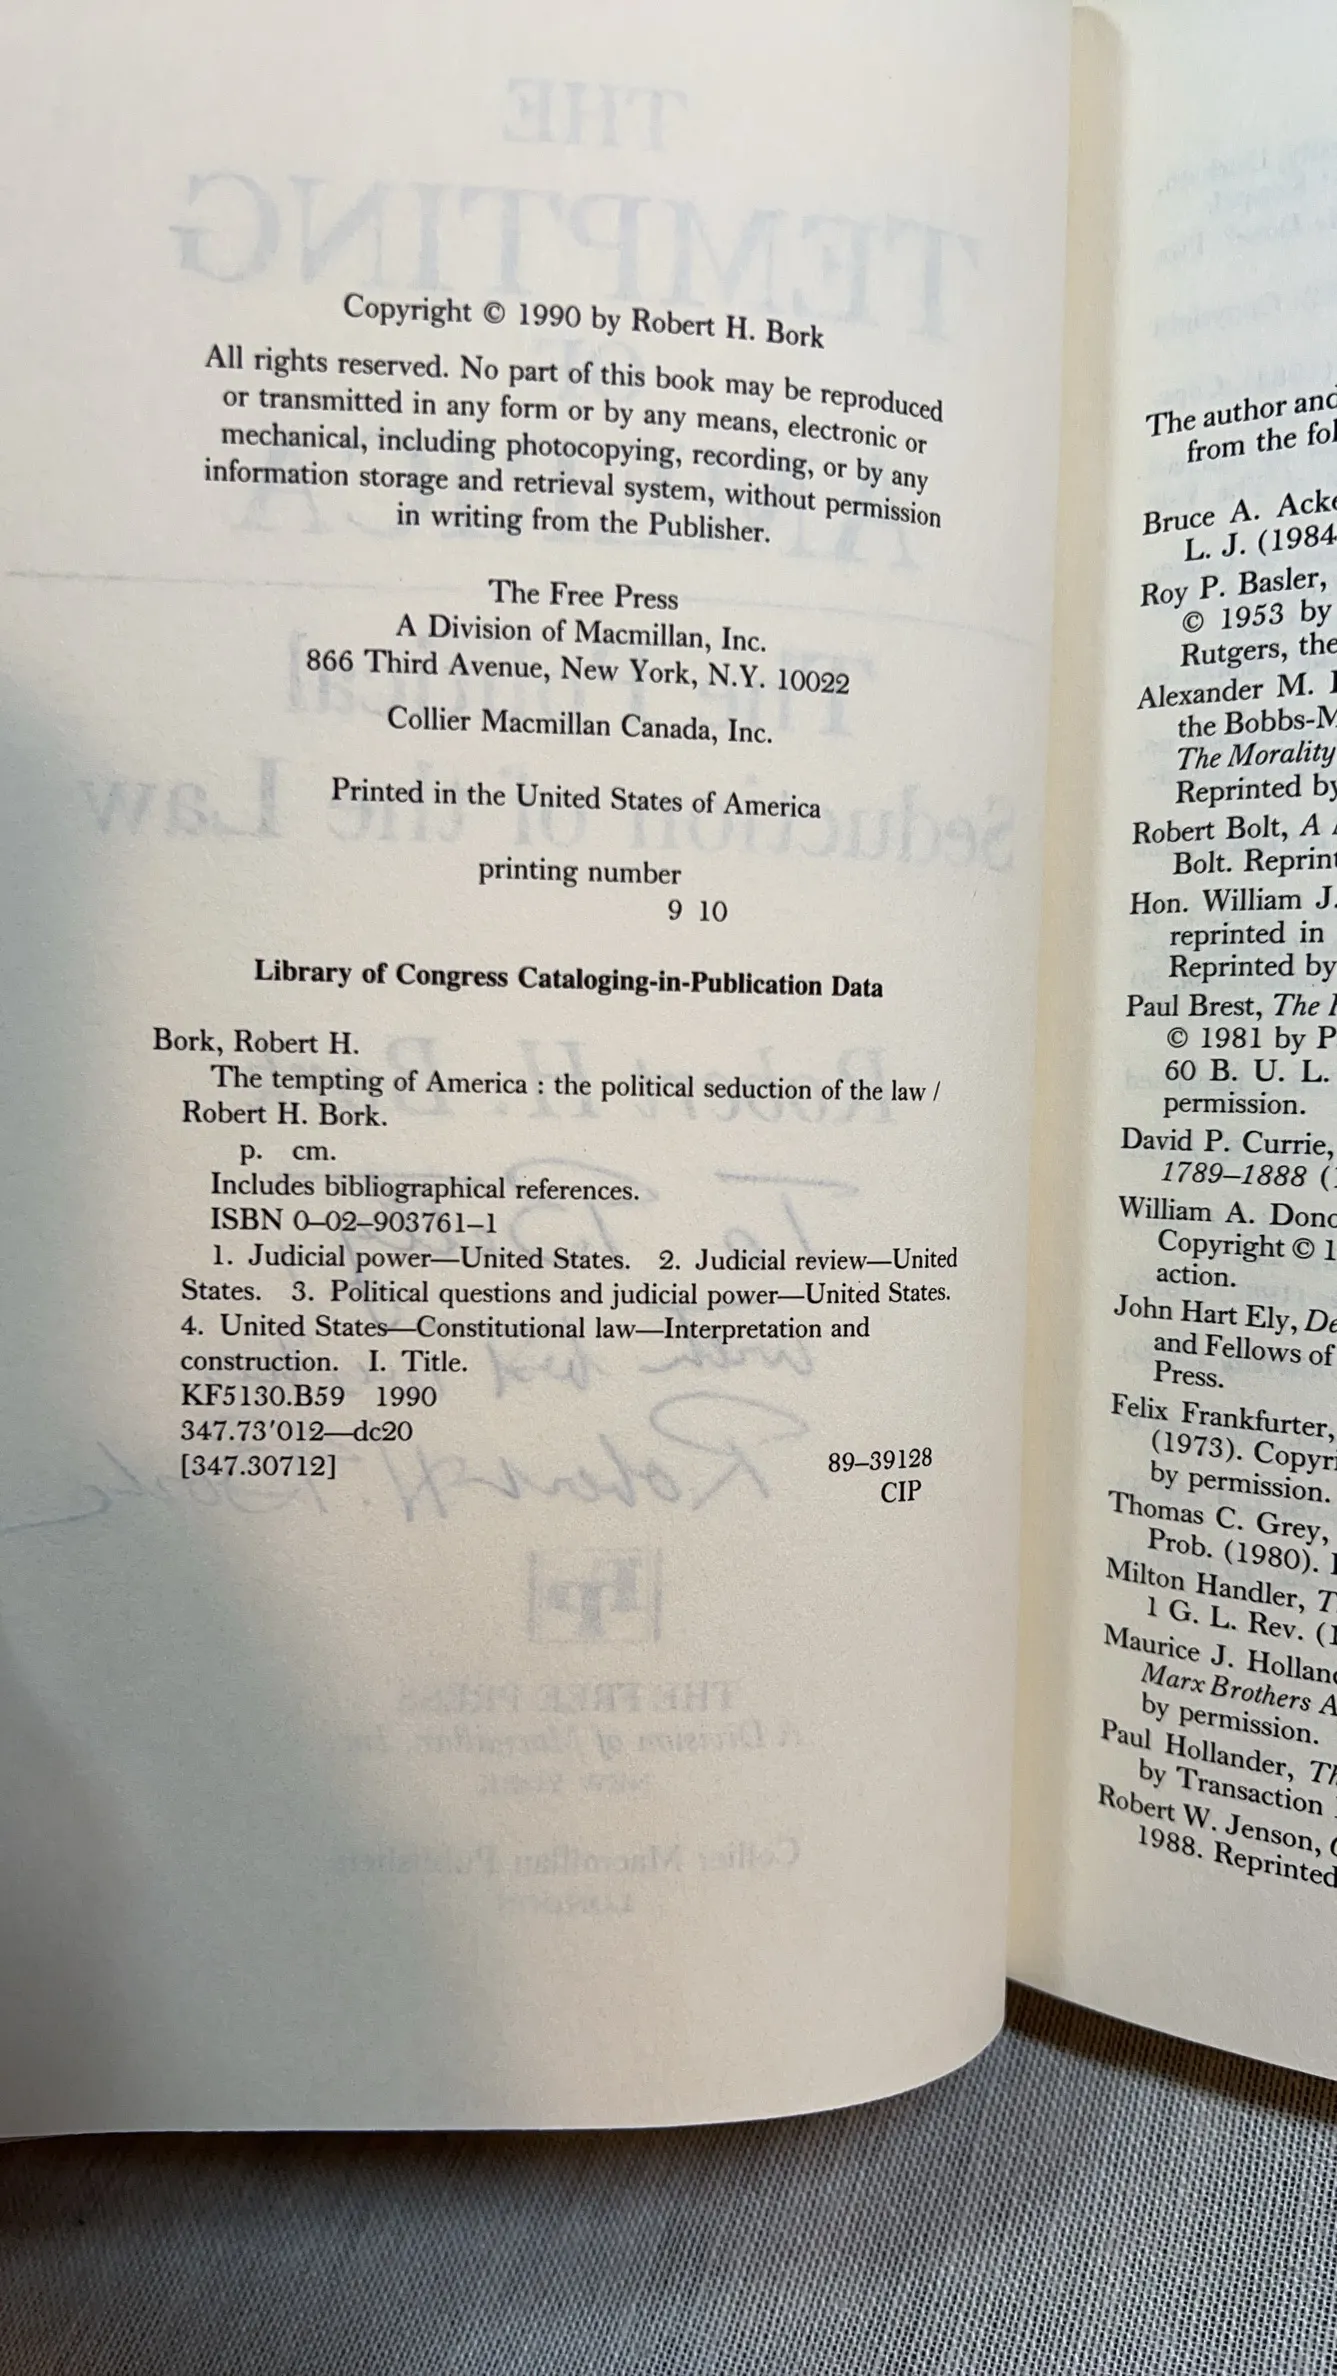 Copyright © 1990 by Robert H. Bork
All rights reserved. No part of this book may be reproduced
or transmitted in any form or by any means, electronic or
mechanical, including photocopying, recording, or by any
information storage and retrieval system, without permission
in writing from the Publisher.
The Free Press
A Division of Macmillan, Inc.
866 Third Avenue, New York, N.Y. 10022
Collier Macmillan Canada, Inc.
Printed in the United States of America
printing number
9 10
Library of Congress Cataloging-in-Publication Data
Bork, Robert H.
The tempting of America : the political seduction of the law /
Robert H. Bork.
p. cm.
Includes bibliographical references.
ISBN 0–02–903761–1
1. Judicial power—United States. 2. Judicial review—United
States. 3. Political questions and judicial power—United States.
4. United States—Constitutional law—Interpretation and
construction. I. Title.
KF5130.B59 1990
347.73′012—dc20
[347.30712]
89–39128
CIP
The author and
from the fol
Bruce A. Acke
L. J. (1984
Roy P. Basler,
© 1953 by
Rutgers, the
Alexander M.
the Bobbs-M
The Morality
Reprinted by
Robert Bolt, A
Bolt. Reprint
Hon. William J.
reprinted in
Reprinted by
Paul Brest, The
© 1981 by P
60 B. U. L.
permission.
David P. Currie,
1789–1888 (
William A. Dono
Copyright © 1
action.
John Hart Ely, De
and Fellows of
Press.
Felix Frankfurter,
(1973). Copyri
by permission.
Thomas C. Grey,
Prob. (1980).
Milton Handler, T
1 G. L. Rev. (1
Maurice J. Holland
Marx Brothers A
by permission.
Paul Hollander, Th
by Transaction
Robert W. Jenson,
1988. Reprinted